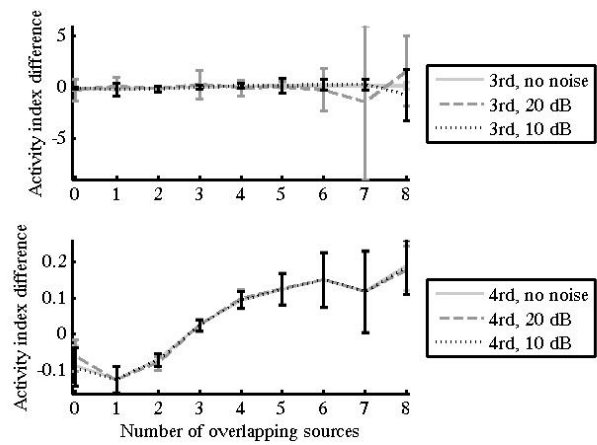 Activity index difference
5
0
-5
0 1 2 3 4 5 6 7 8
3rd, no noise
3rd, 20 dB
3rd, 10 dB
Activity index difference
0.2
0.1
0
-0.1
0 1 2 3 4 5 6 7 8
Number of overlapping sources
4rd, no noise
4rd, 20 dB
4rd, 10 dB